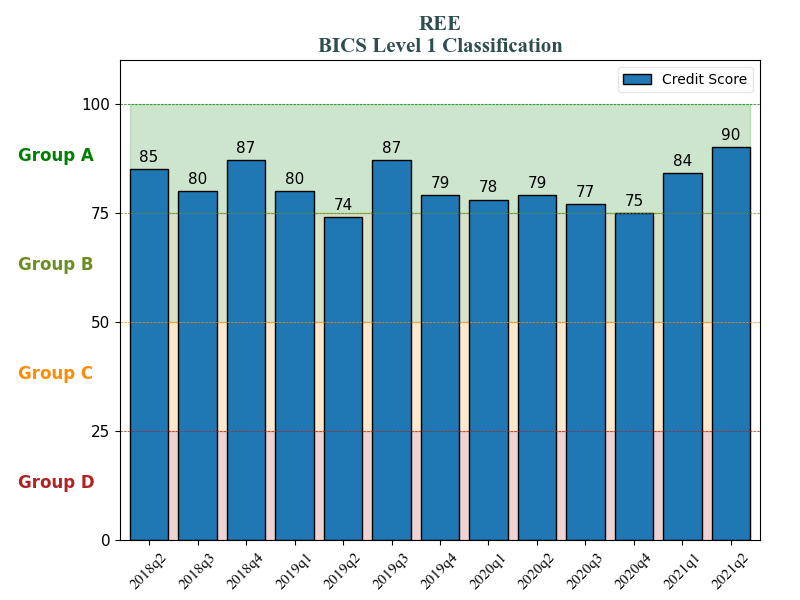 REE
BICS Level 1 Classification
Credit Score
100
75
50
25
0
Group A
Group B
Group C
Group D
85
80
87
80
74
87
79
78
79
77
75
84
90
2018q2
2018q3
2018q4
2019q1
2019q2
2019q3
2019q4
2020q1
2020q2
2020q3
2020q4
2021q1
2021q2